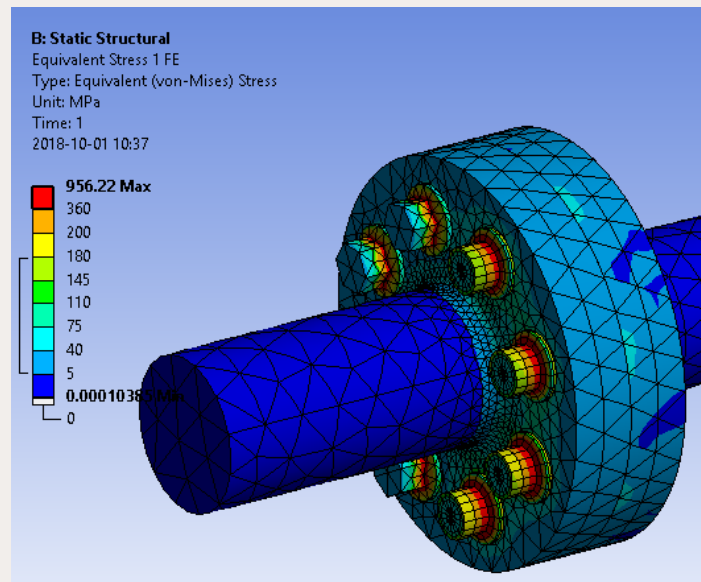 B: Static Structural
Equivalent Stress 1 FE
Type: Equivalent (von-Mises) Stress
Unit: MPa
Time: 1
2018-10-01 10:37
956.22 Max
360
200
180
145
110
75
40
5
0.00010385 Min
0